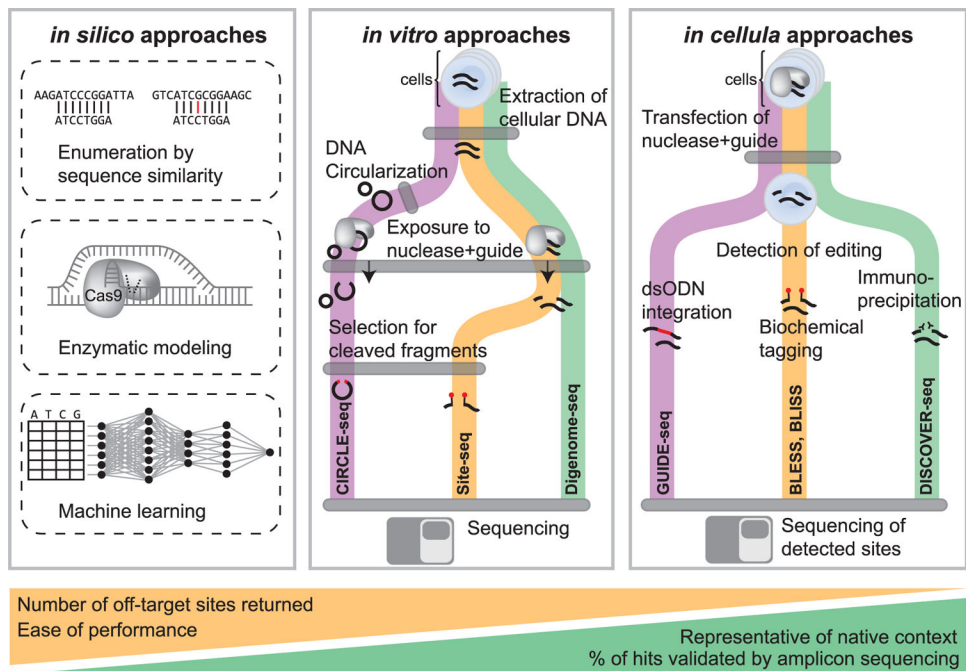 in silico approaches
AAGATCCCGGATTA
ATCCTGGA
GTCATCGCGGAAGC
ATCCTGGA
Enumeration by
sequence similarity
Cas9
Enzymatic modeling
A T C G
Machine learning
in vitro approaches
cells
Extraction of
cellular DNA
DNA
Circularization
Exposure to
nuclease+guide
Selection for
cleaved fragments
CIRCLE-seq
Site-seq
Digenome-seq
Sequencing
in cellula approaches
cells
Transfection of
nuclease+guide
Detection of editing
dsODN
integration
Biochemical
tagging
Immuno-
precipitation
GUIDE-seq
BLESS, BLISS
DISCOVER-seq
Sequencing of
detected sites
Number of off-target sites returned
Ease of performance
Representative of native context
% of hits validated by amplicon sequencing